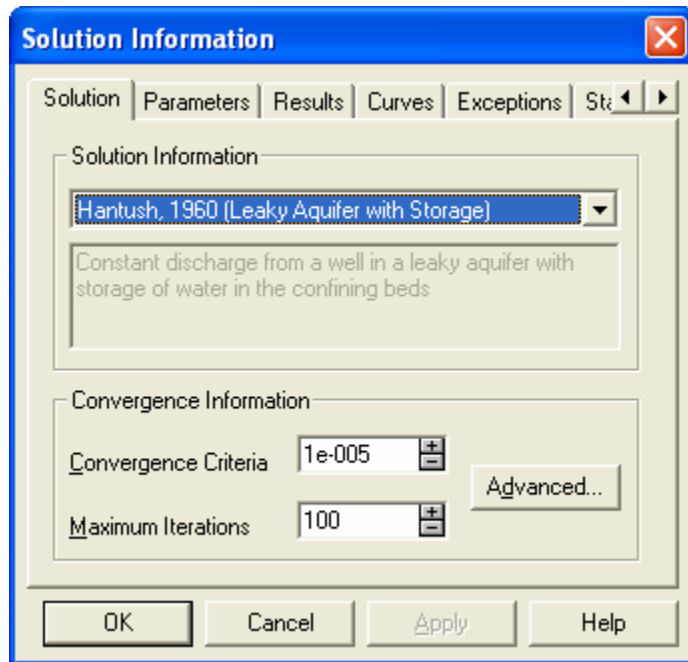 Solution Information
Solution Parameters Results Curves Exceptions
Solution Information
Hantush, 1960 (Leaky Aquifer with Storage)
Constant discharge from a well in a leaky aquifer with
storage of water in the confining beds
Convergence Information
Convergence Criteria 1e-005
Advanced...
Maximum Iterations 100
OK Cancel Apply Help